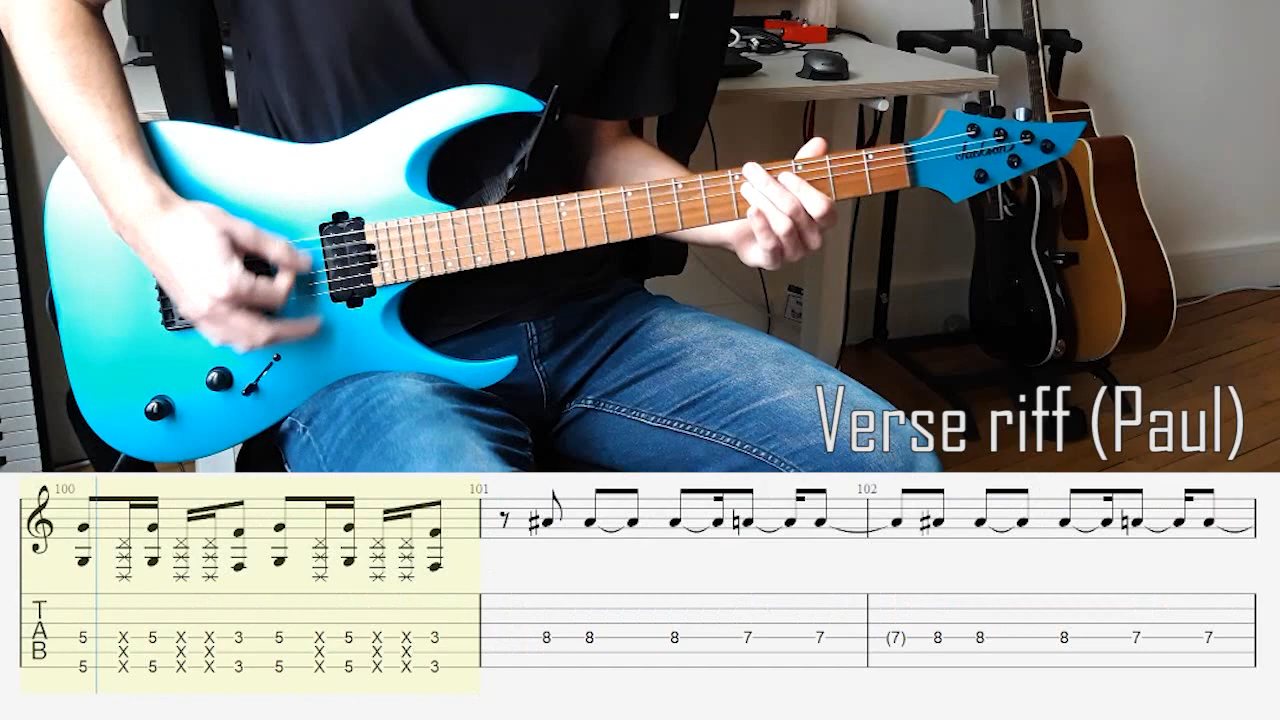 Jackson
Verse riff (Paul)
100 101 102
T
A
B
5 X 5 X X 3 5 X 5 X X 3 8 8 8 7 7 (7) 8 8 8 7 7
X X X X X X
5 X 5 X X 3 5 X 5 X X 3